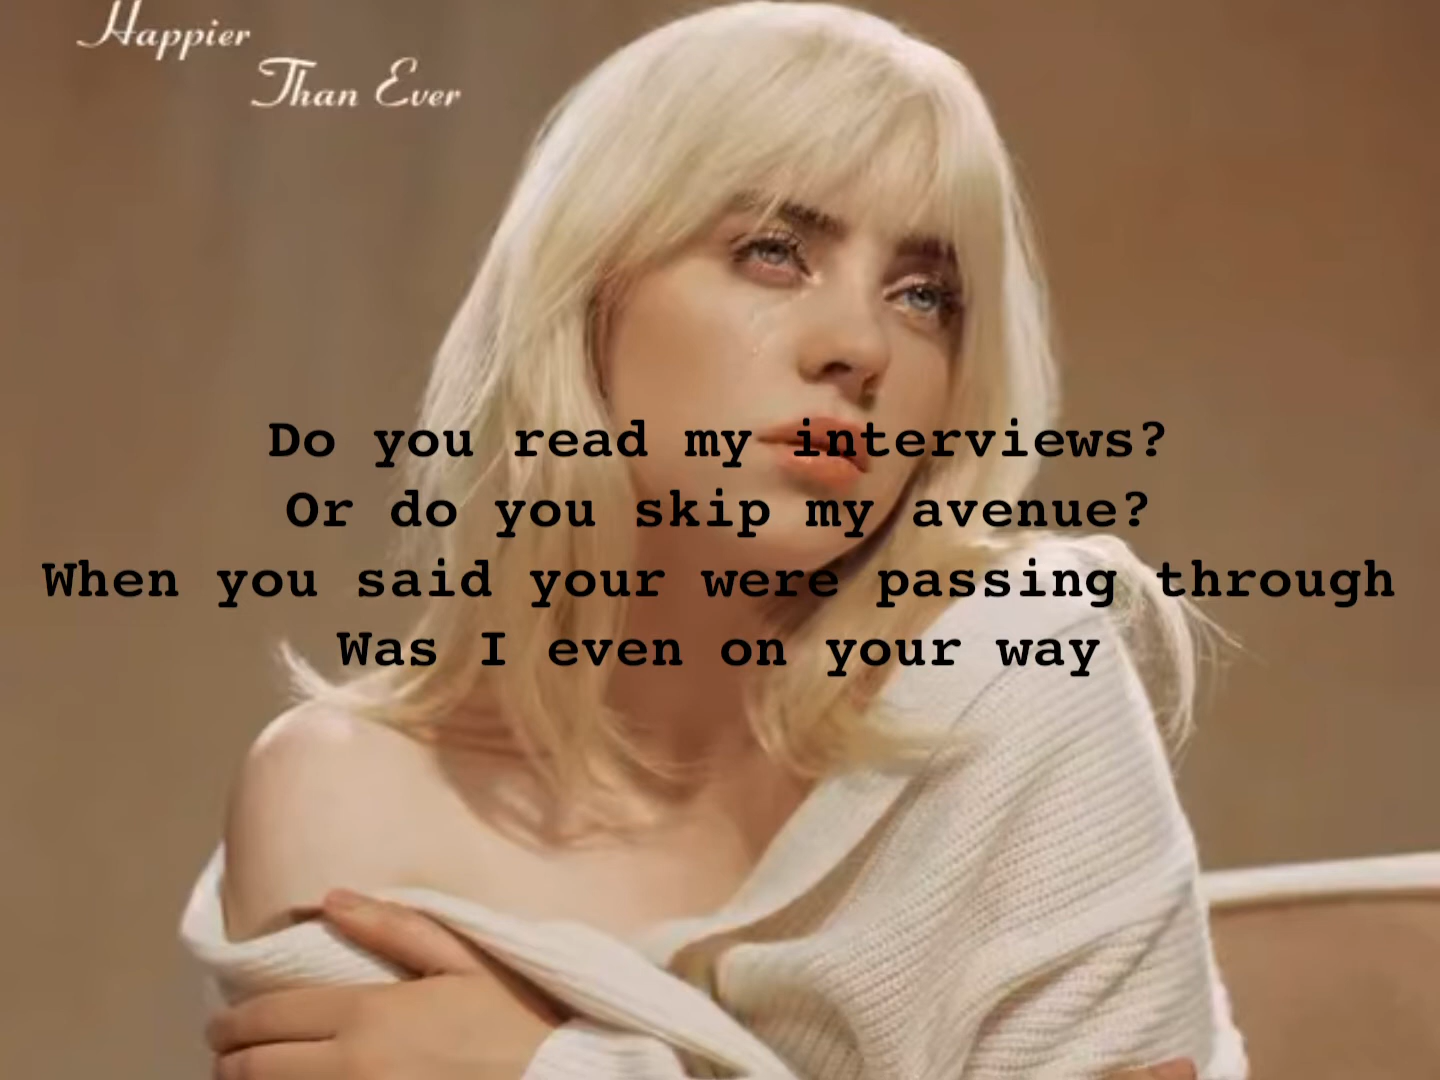 Happier
Than Ever
Do you read my interviews?
Or do you skip my avenue?
When you said your were passing through
Was I even on your way